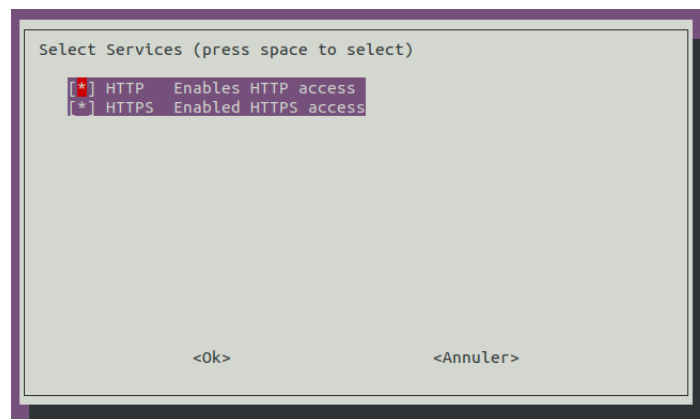 Select Services (press space to select)
[*] HTTP Enables HTTP access
[*] HTTPS Enabled HTTPS access
<Ok> <Annuler>